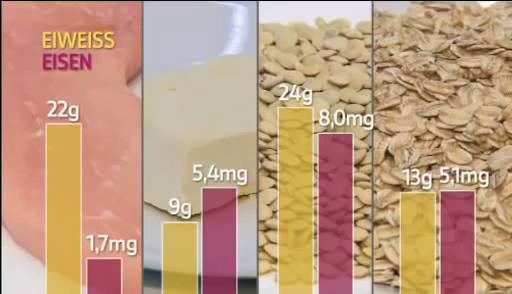 EIWEISS
EISEN
22g
1,7mg
9g
5,4mg
24g
8,0mg
13g
5,1mg